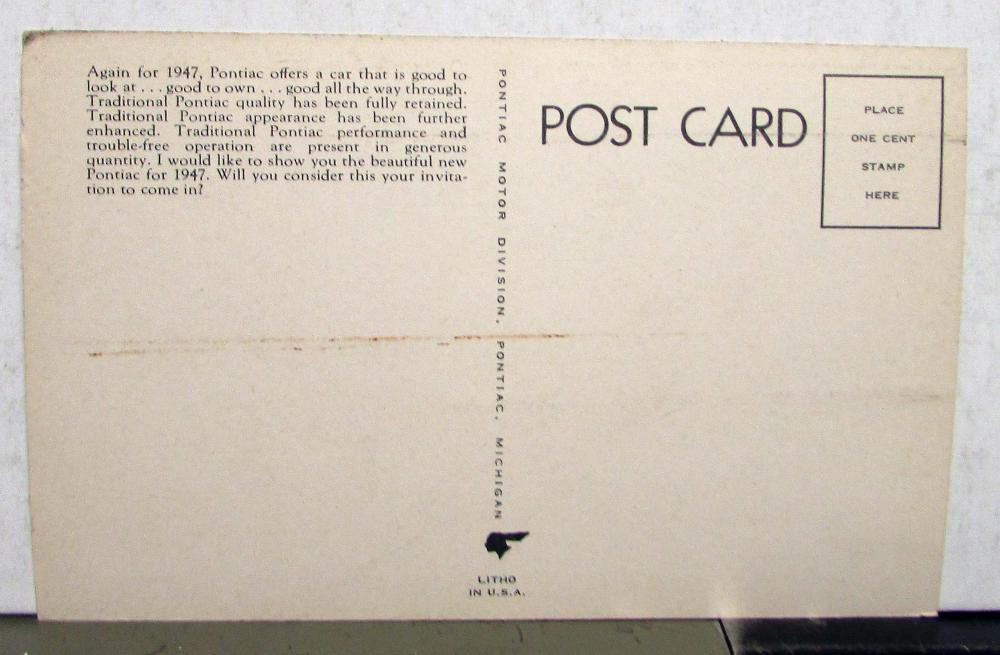 Again for 1947, Pontiac offers a car that is good to
look at . . . good to own . . . good all the way through.
Traditional Pontiac quality has been fully retained.
Traditional Pontiac appearance has been further
enhanced. Traditional Pontiac performance and
trouble-free operation are present in generous
quantity. I would like to show you the beautiful new
Pontiac for 1947. Will you consider this your invita-
tion to come in?
PONTIAC MOTOR DIVISION, PONTIAC, MICHIGAN
LITHO
IN U.S.A.
POST CARD
PLACE
ONE CENT
STAMP
HERE